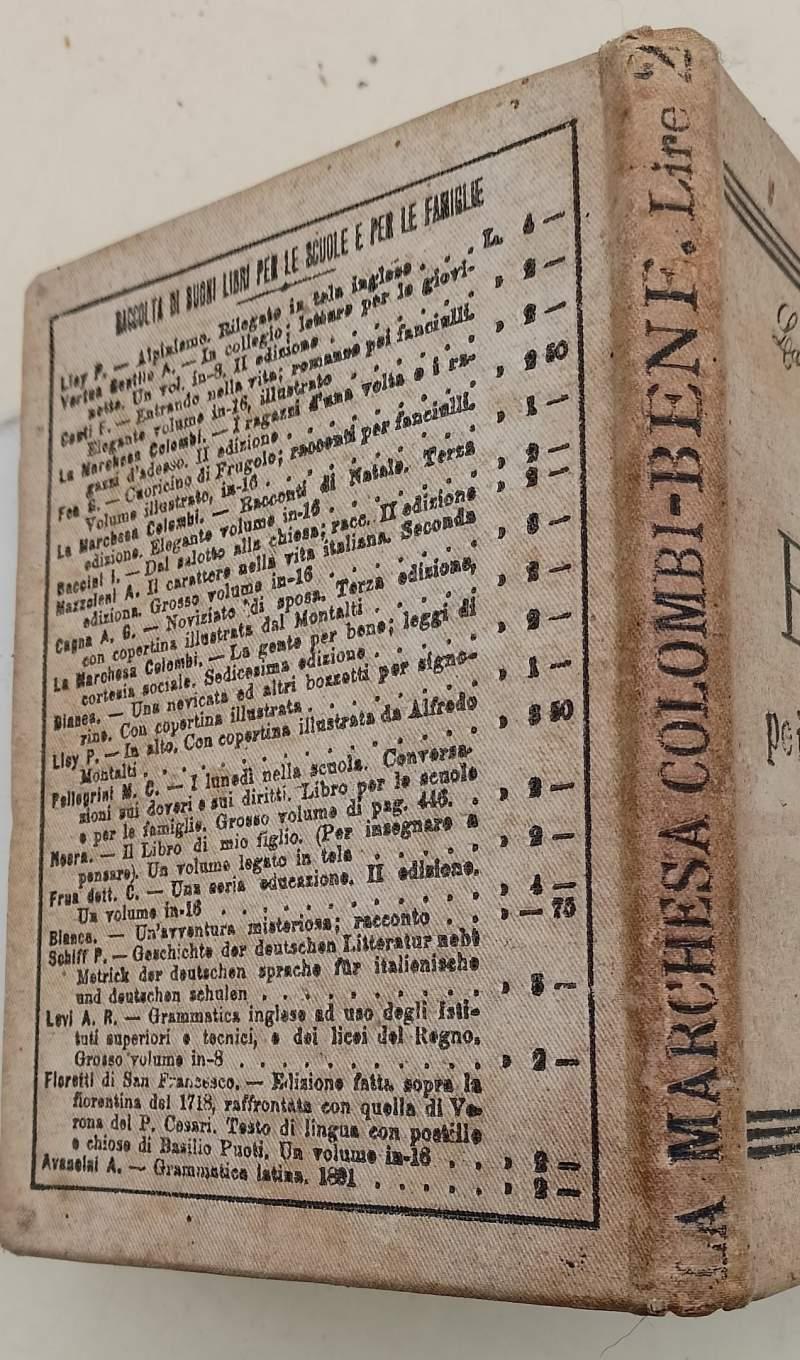 RACCOLTA DI BUONI LIBRI PER LE SCUOLE E PER LE FAMIGLIE
Lioy P. — Alpinismo. Rilegato in tela inglese . . . L. 4 —
Vertua Gentile A. — In collegio; letture per le giovi-
nette. Un vol. in-8. II edizione . . . . . . . » 2 —
Conti F. — Entrando nella vita; romanzo pei fanciulli.
Elegante volume in-16, illustrato . . . . . . » 2 —
La Marchesa Colombi. — I ragazzi d'una volta e i ra-
gazzi d'adesso. II edizione . . . . . . . . » 2 50
Fea S. — Cuoricino di Frugolo; racconti per fanciulli.
Volume illustrato, in-16 . . . . . . . . . » 1 —
La Marchesa Colombi. — Racconti di Natale. Terza
edizione. Elegante volume in-16 . . . . . . » 2 —
Baccini I. — Dal salotto alla chiesa; racc. II edizione » 2 —
Mazzoleni A. Il carattere nella vita italiana. Seconda
edizione. Grosso volume in-16 . . . . . . . » 3 —
Cagna A. G. — Noviziato di sposa. Terza edizione,
con copertina illustrata dal Montalti . . . . . » 2 —
La Marchesa Colombi. — La gente per bene; leggi di
cortesia sociale. Sedicesima edizione . . . . . » 2 —
Bianca. — Una nevicata ed altri bozzetti per signo-
rine. Con copertina illustrata . . . . . . . » 1 —
Lioy P. — In alto. Con copertina illustrata da Alfredo
Montalti . . . . . . . . . . . . . » 3 50
Pellegrini M. C. — I lunedì nella scuola. Conversa-
zioni sui doveri e sui diritti. Libro per le scuole
e per le famiglie. Grosso volume di pag. 446. . » 2 —
Neera. — Il Libro di mio figlio. (Per insegnare a
pensare). Un volume legato in tela . . . . . » 2 —
Frua dott. C. — Una seria educazione. II edizione.
Un volume in-16 . . . . . . . . . . . » 4 —
Bianca. — Un'avventura misteriosa; racconto . . » — 75
Schiff P. — Geschichte der deutschen Litteratur nebt
Metrick der deutschen sprache für italienische
und deutschen schulen . . . . . . . . . » 3 —
Levi A. R. — Grammatica inglese ad uso degli Isti-
tuti superiori e tecnici, e dei licei del Regno.
Grosso volume in-8 . . . . . . . . . . » 2 —
Fioretti di San Francesco. — Edizione fatta sopra la
fiorentina del 1718, raffrontata con quella di Ve-
rona del P. Cesari. Testo di lingua con postille
e chiose di Basilio Puoti. Un volume in-16 . . » 2 —
Avancini A. — Grammatica latina. 1891 . . . . . » 2 —
LA MARCHESA COLOMBI-BENE. Lire 2